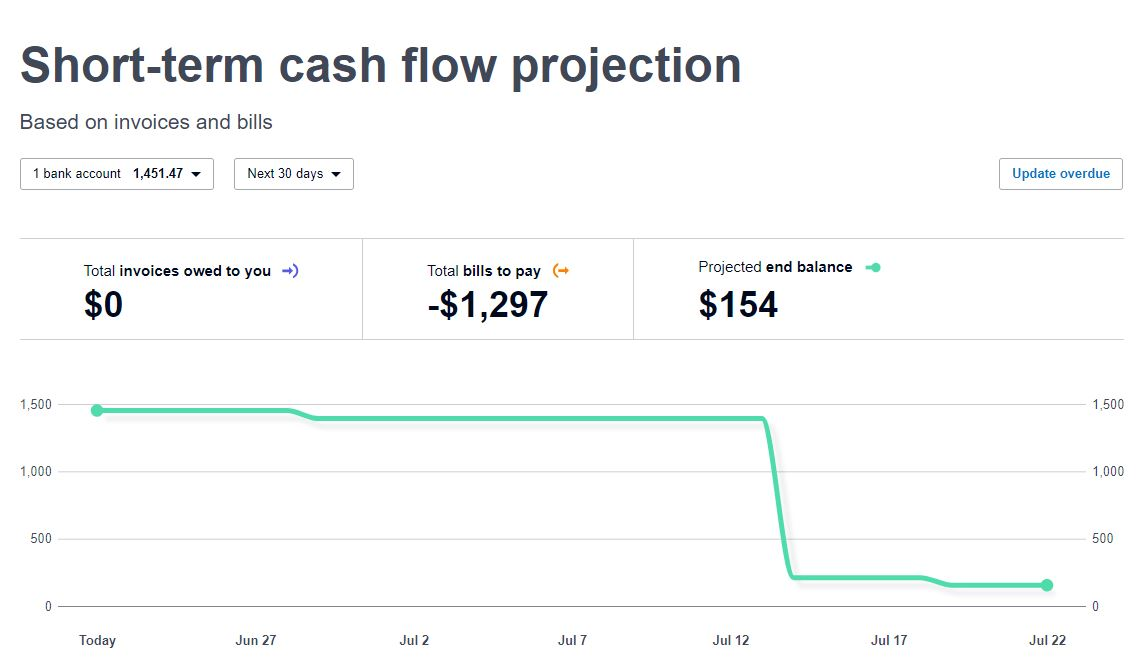 Short-term cash flow projection
Based on invoices and bills
1 bank account 1,451.47
Next 30 days
Update overdue
Total invoices owed to you
$0
Total bills to pay
-$1,297
Projected end balance
$154
1,500 1,500
1,000 1,000
500 500
0 0
Today Jun 27 Jul 2 Jul 7 Jul 12 Jul 17 Jul 22